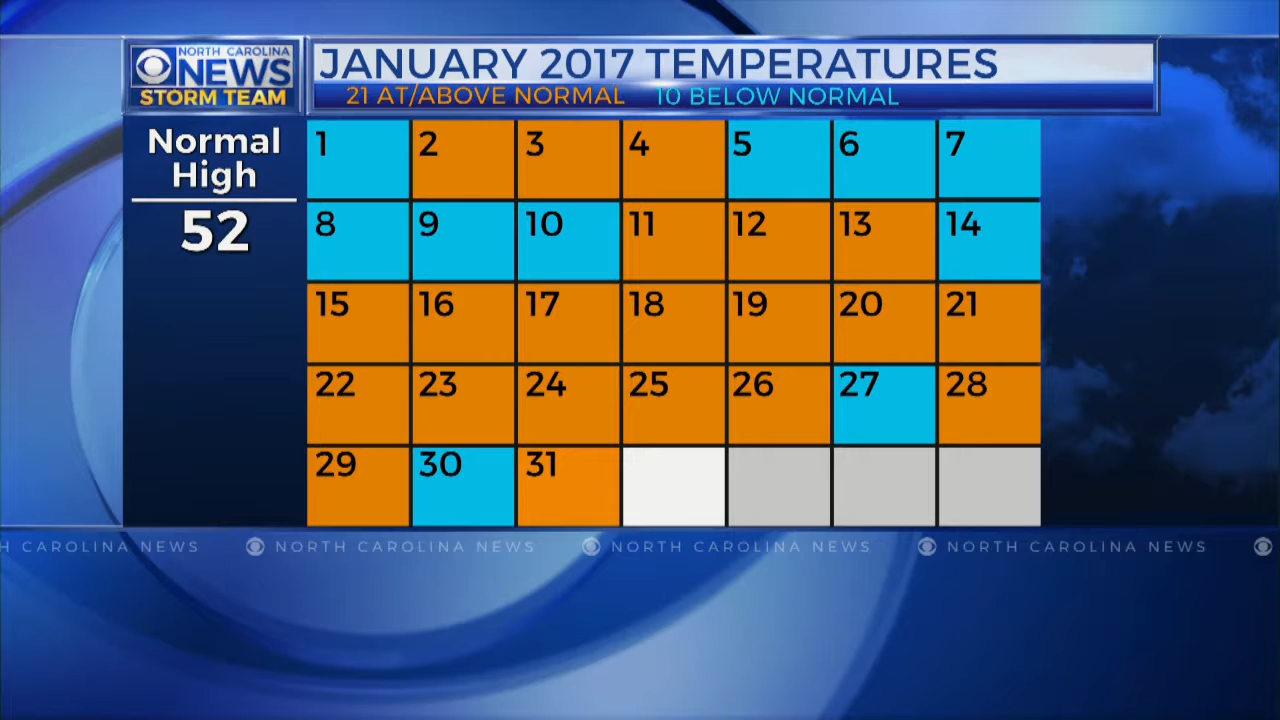 NORTH CAROLINA
NEWS
STORM TEAM
JANUARY 2017 TEMPERATURES
21 AT/ABOVE NORMAL 10 BELOW NORMAL
Normal
High
52
1 2 3 4 5 6 7
8 9 10 11 12 13 14
15 16 17 18 19 20 21
22 23 24 25 26 27 28
29 30 31
H CAROLINA NEWS NORTH CAROLINA NEWS NORTH CAROLINA NEWS NORTH CAROLINA NEWS